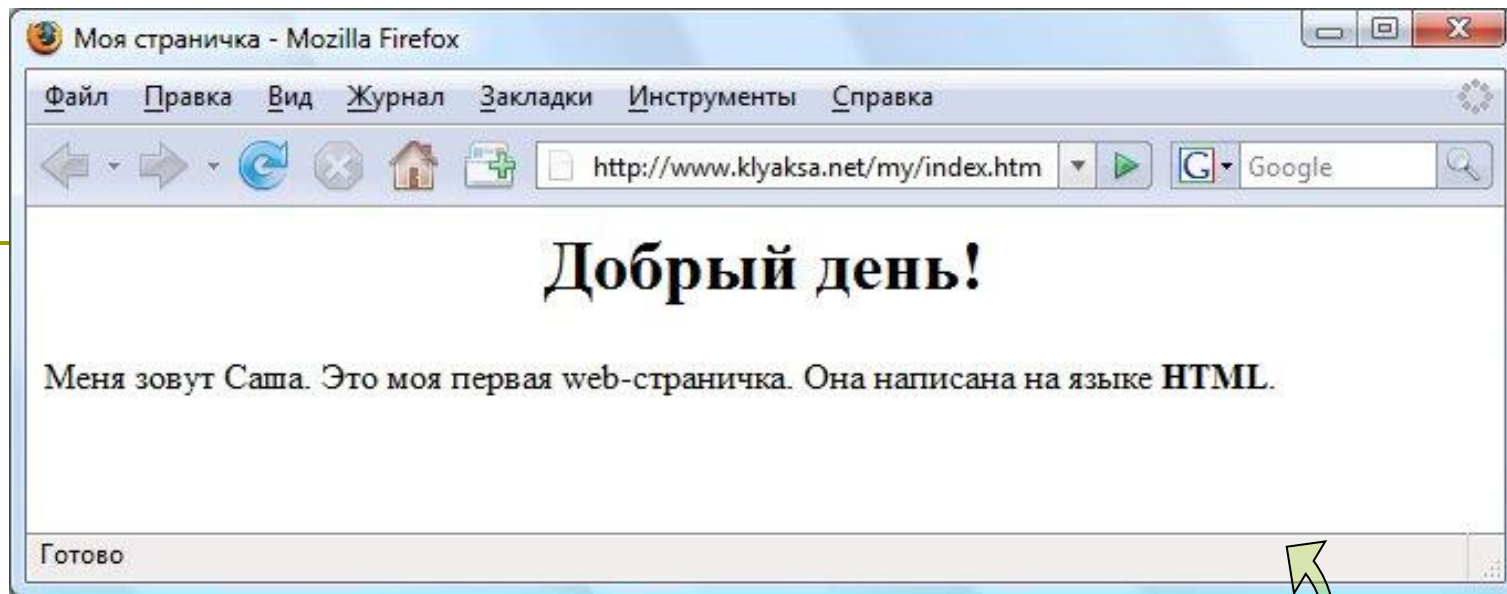 Моя страничка - Mozilla Firefox
Файл Правка Вид Журнал Закладки Инструменты Справка
http://www.klyaksa.net/my/index.htm G Google
Добрый день!
Меня зовут Саша. Это моя первая web-страничка. Она написана на языке HTML.
Готово